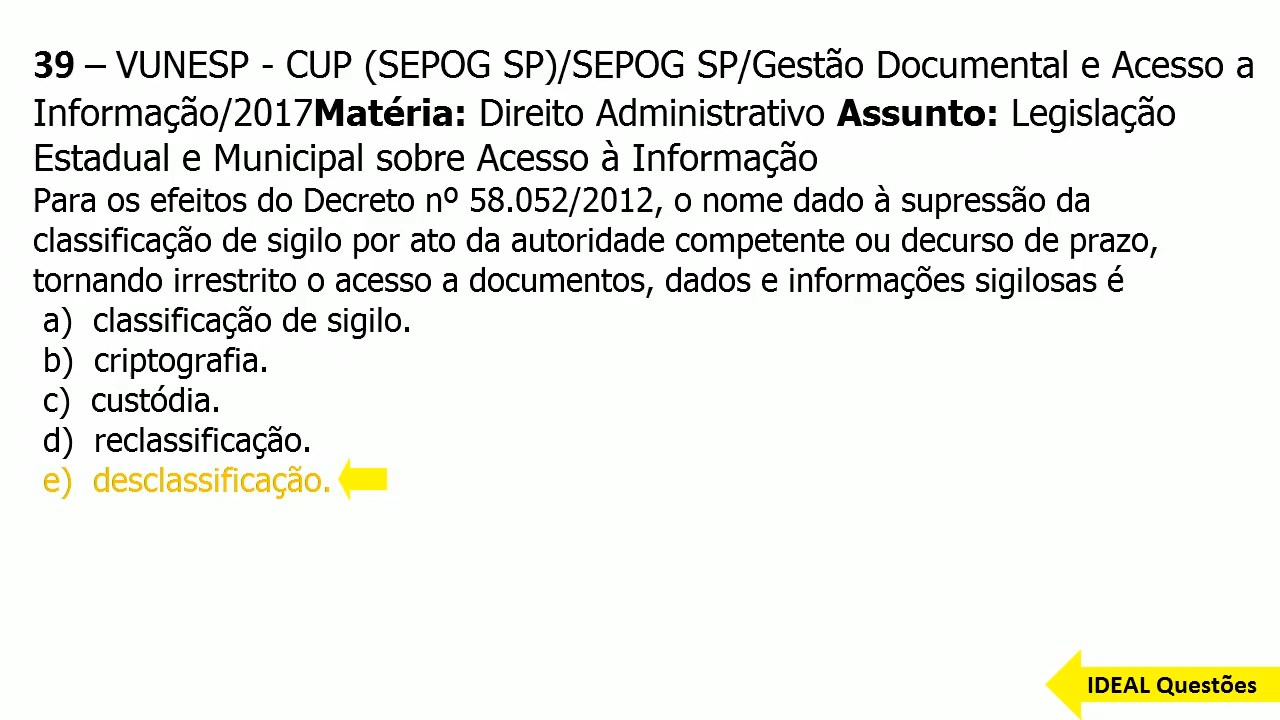 39 – VUNESP - CUP (SEPOG SP)/SEPOG SP/Gestão Documental e Acesso a
Informação/2017Matéria: Direito Administrativo Assunto: Legislação
Estadual e Municipal sobre Acesso à Informação
Para os efeitos do Decreto nº 58.052/2012, o nome dado à supressão da
classificação de sigilo por ato da autoridade competente ou decurso de prazo,
tornando irrestrito o acesso a documentos, dados e informações sigilosas é
a) classificação de sigilo.
b) criptografia.
c) custódia.
d) reclassificação.
e) desclassificação.
IDEAL Questões